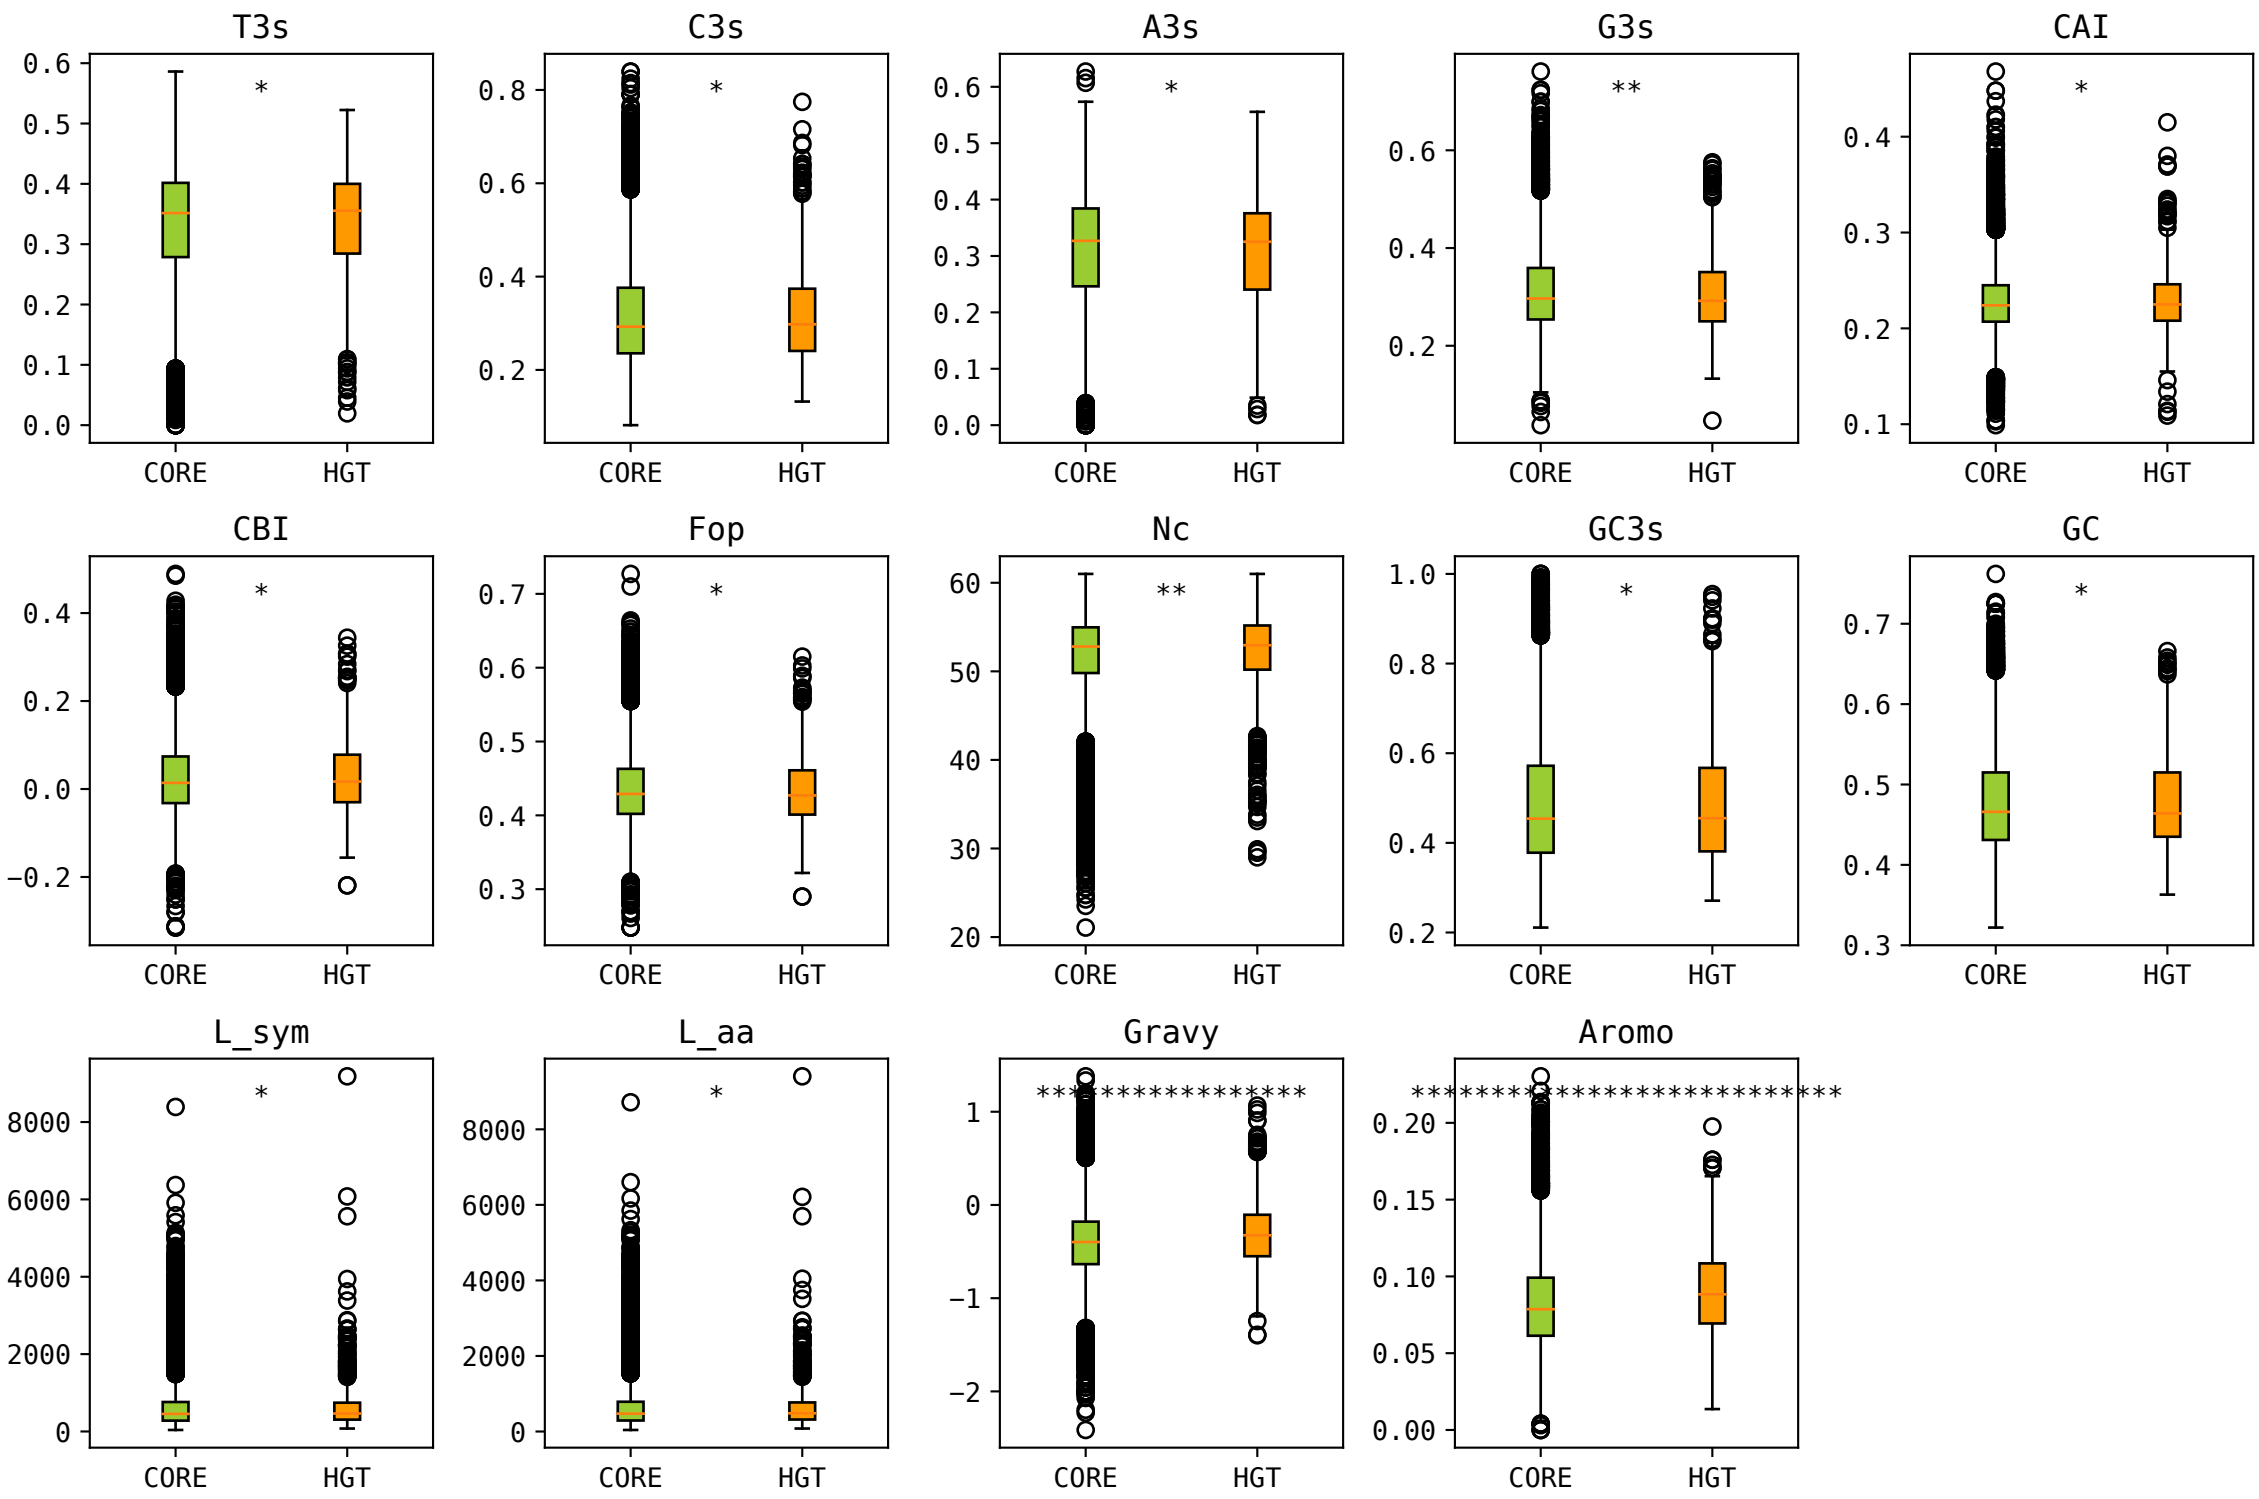 T3s
0.6
0.5
0.4
0.3
0.2
0.1
0.0
*
CORE HGT
C3s
0.8
0.6
0.4
0.2
*
CORE HGT
A3s
0.6
0.5
0.4
0.3
0.2
0.1
0.0
*
CORE HGT
G3s
0.6
0.4
0.2
**
CORE HGT
CAI
0.4
0.3
0.2
0.1
*
CORE HGT
CBI
0.4
0.2
0.0
−0.2
*
CORE HGT
Fop
0.7
0.6
0.5
0.4
0.3
*
CORE HGT
Nc
60
50
40
30
20
**
CORE HGT
GC3s
1.0
0.8
0.6
0.4
0.2
*
CORE HGT
GC
0.7
0.6
0.5
0.4
0.3
*
CORE HGT
L_sym
8000
6000
4000
2000
0
*
CORE HGT
L_aa
8000
6000
4000
2000
0
*
CORE HGT
Gravy
1
0
−1
−2
*****************
CORE HGT
Aromo
0.20
0.15
0.10
0.05
0.00
***************************
CORE HGT